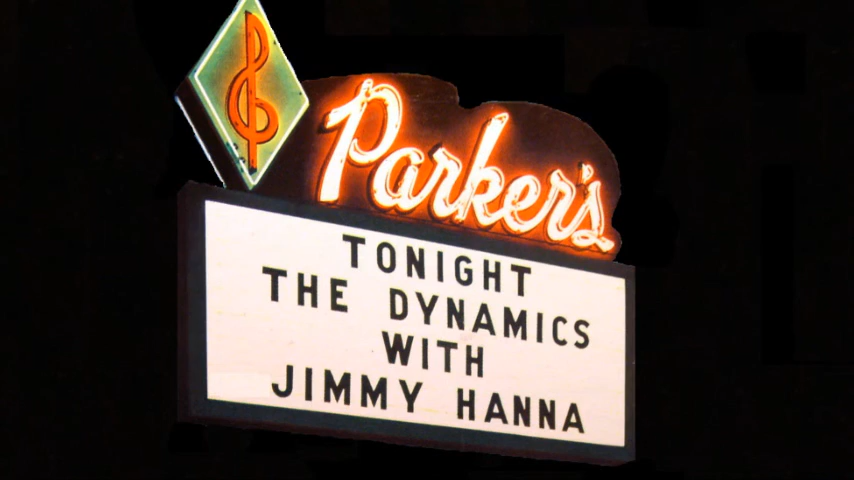 Parker's
TONIGHT
THE DYNAMICS
WITH
JIMMY HANNA